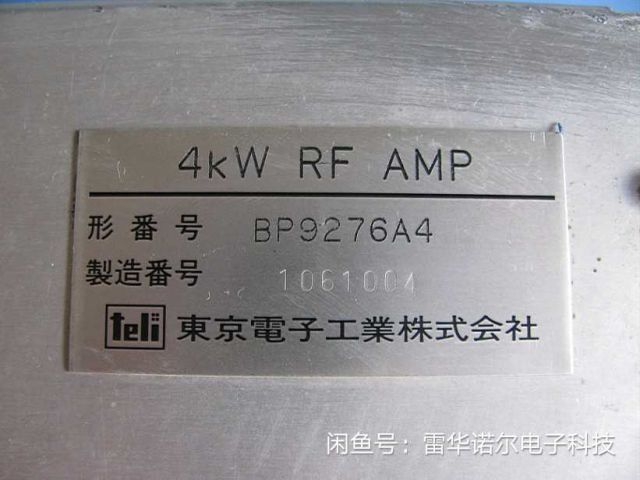 4kW RF AMP
形番号 BP9276A4
製造番号 1061004
teli 東京電子工業株式会社
闲鱼号：雷华诺尔电子科技